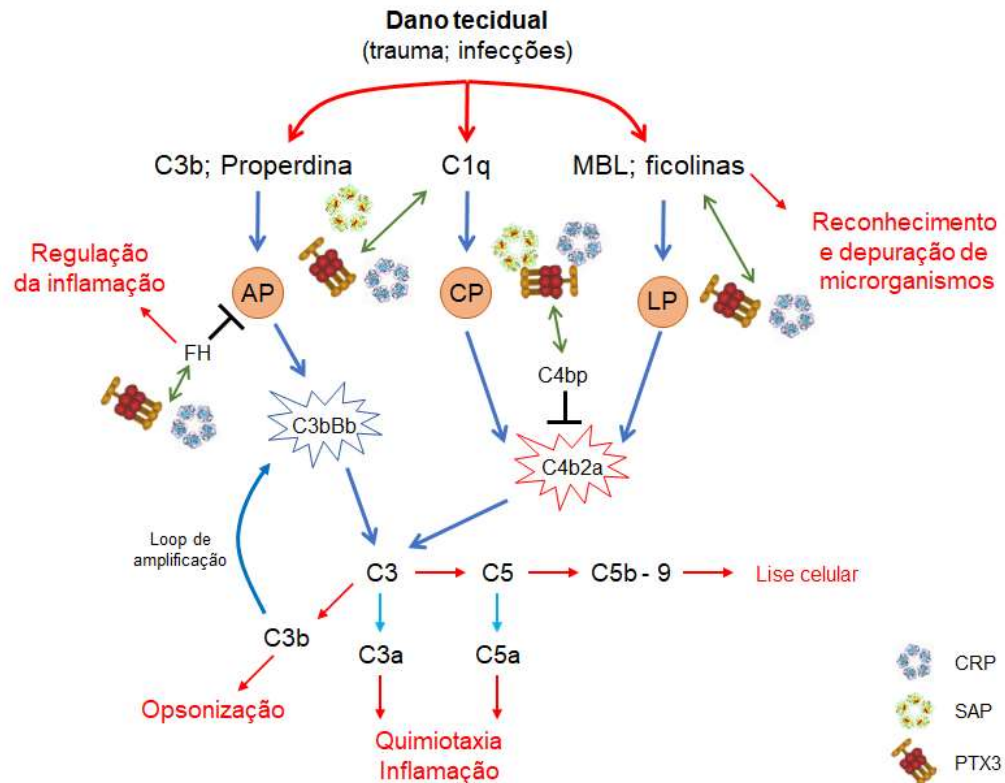 Dano tecidual
(trauma; infecções)
C3b; Properdina
C1q
MBL; ficolinas
Regulação
da inflamação
Reconhecimento
e depuração de
microrganismos
AP
CP
LP
FH
C4bp
C3bBb
C4b2a
Loop de
amplificação
C3
C5
C5b - 9
Lise celular
C3b
C3a
C5a
Opsonização
Quimiotaxia
Inflamação
CRP
SAP
PTX3